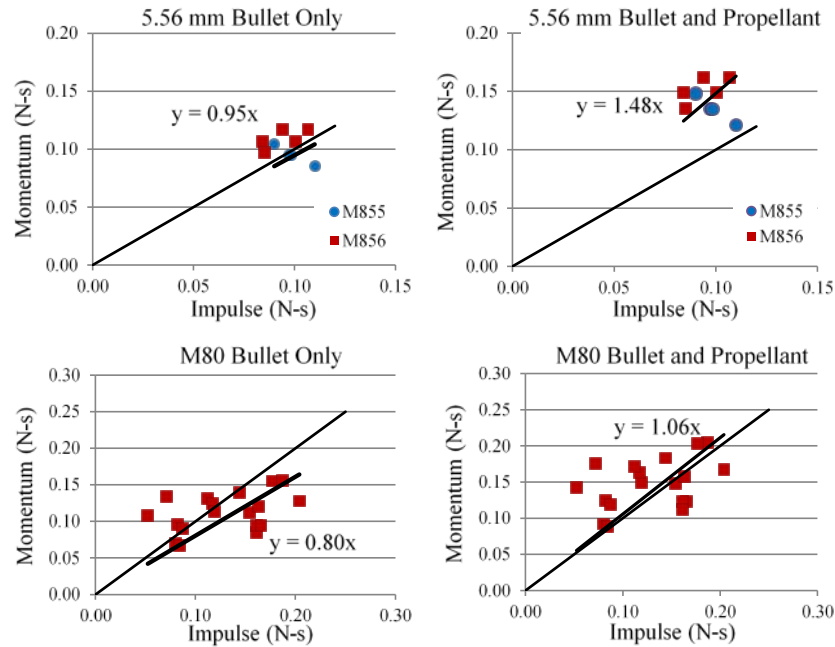 5.56 mm Bullet Only
0.20
0.15
0.10
0.05
0.00
Momentum (N-s)
y = 0.95x
M855
M856
0.00 0.05 0.10 0.15
Impulse (N-s)
5.56 mm Bullet and Propellant
0.20
0.15
0.10
0.05
0.00
Momentum (N-s)
y = 1.48x
M855
M856
0.00 0.05 0.10 0.15
Impulse (N-s)
M80 Bullet Only
0.30
0.25
0.20
0.15
0.10
0.05
0.00
Momentum (N-s)
y = 0.80x
0.00 0.10 0.20 0.30
Impulse (N-s)
M80 Bullet and Propellant
0.30
0.25
0.20
0.15
0.10
0.05
0.00
Momentum (N-s)
y = 1.06x
0.00 0.10 0.20 0.30
Impulse (N-s)